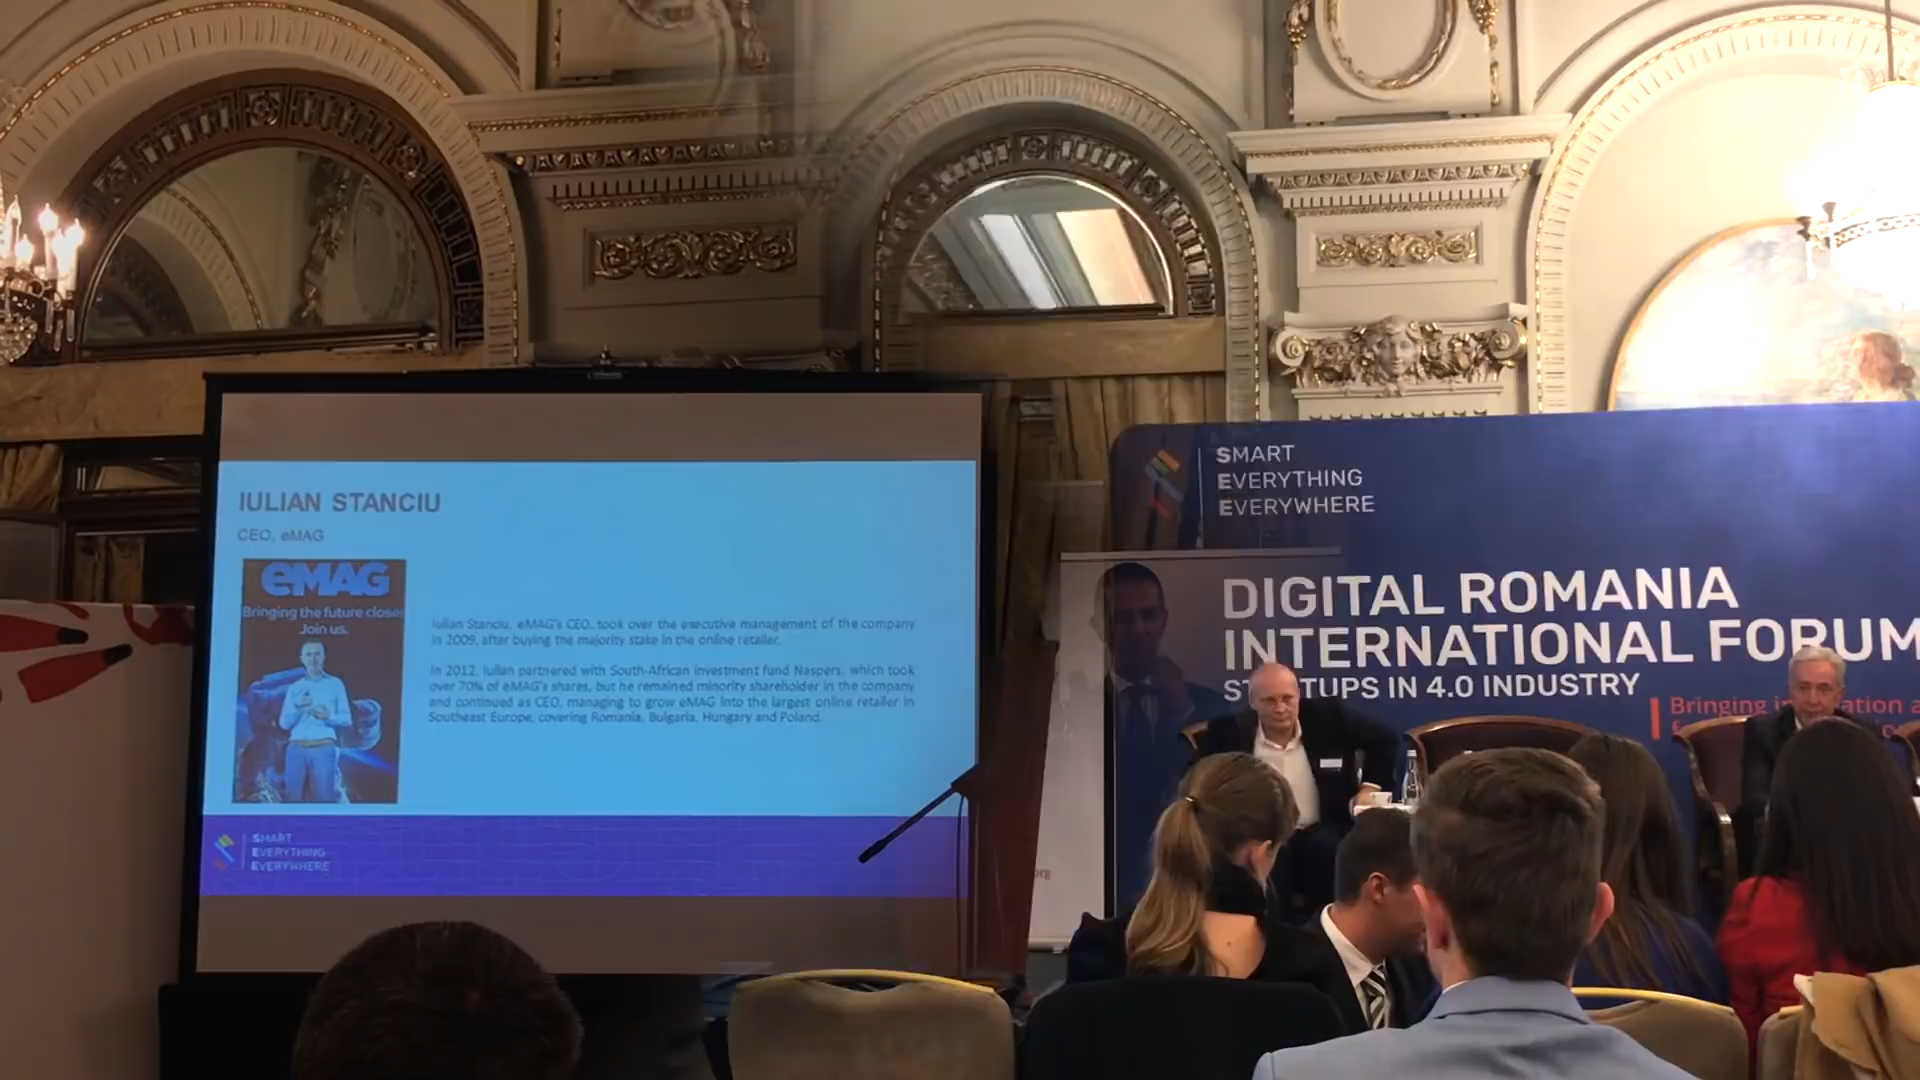 IULIAN STANCIU
CEO, eMAG
eMAG
Bringing the future close
Join us.
Iulian Stanciu, eMAG's CEO, took over the executive management of the company
in 2009, after buying the majority stake in the online retailer.
In 2012, Iulian partnered with South-African investment fund Naspers, which took
over 70% of eMAG's shares, but he remained minority shareholder in the company
and continued as CEO, managing to grow eMAG into the largest online retailer in
Southeast Europe, covering Romania, Bulgaria, Hungary and Poland.
SMART
EVERYTHING
EVERYWHERE
SMART
EVERYTHING
EVERYWHERE
DIGITAL ROMANIA
INTERNATIONAL FORUM
IN 4.0 INDUSTRY
Bringing